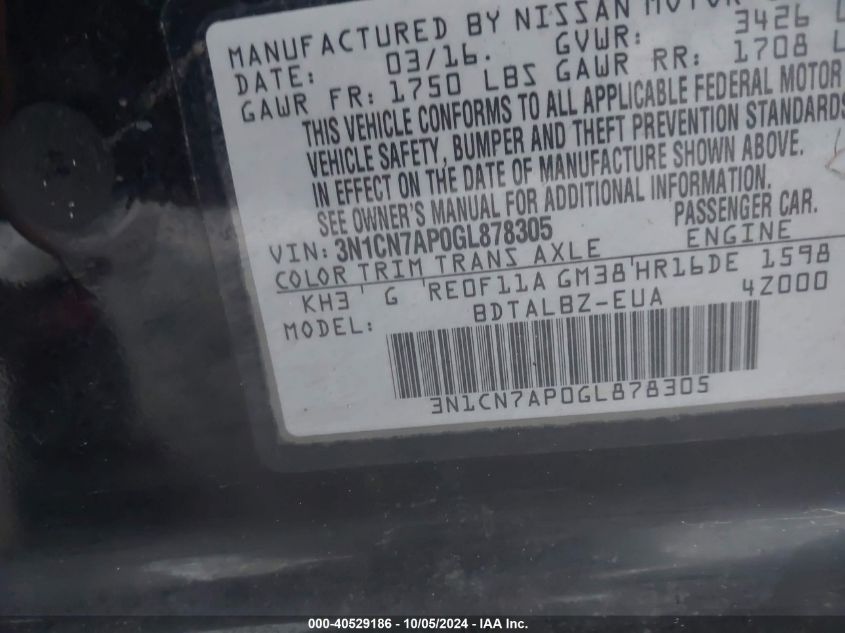 MANUFACTURED BY NISSAN MOTOR
DATE: 03/16. GVWR: 3426 L
GAWR FR: 1750 LBS GAWR RR: 1708 L
THIS VEHICLE CONFORMS TO ALL APPLICABLE FEDERAL MOTOR
VEHICLE SAFETY, BUMPER AND THEFT PREVENTION STANDARDS
IN EFFECT ON THE DATE OF MANUFACTURE SHOWN ABOVE.
SEE OWNER'S MANUAL FOR ADDITIONAL INFORMATION.
VIN: 3N1CN7AP0GL878305 PASSENGER CAR.
COLOR TRIM TRANS AXLE ENGINE
KH3 G RE0F11A GM38 HR16DE 1598
MODEL: BDTALBZ-EUA 4Z000
3N1CN7AP0GL878305
000-40529186 - 10/05/2024 - IAA Inc.